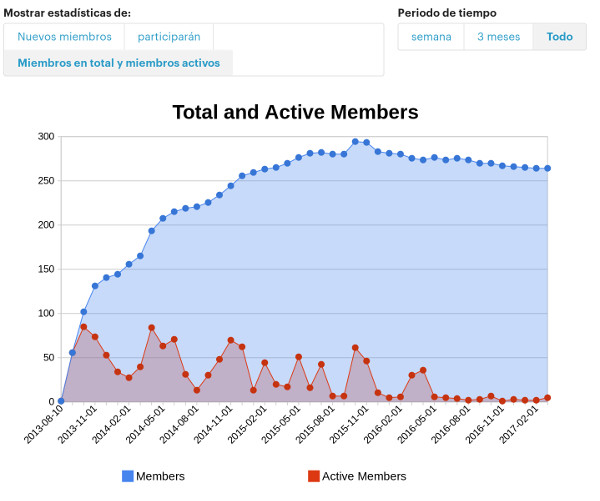 Mostrar estadísticas de:
Periodo de tiempo
Nuevos miembros
participarán
semana
3 meses
Todo
Miembros en total y miembros activos
Total and Active Members
300
250
200
150
100
50
0
2013-08-10
2013-11-01
2014-02-01
2014-05-01
2014-08-01
2014-11-01
2015-02-01
2015-05-01
2015-08-01
2015-11-01
2016-02-01
2016-05-01
2016-08-01
2016-11-01
2017-02-01
Members
Active Members